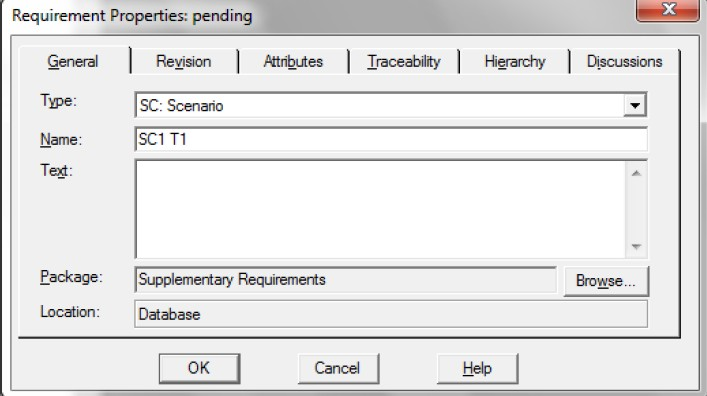 Requirement Properties: pending
General Revision Attributes Traceability Hierarchy Discussions
Type: SC: Scenario
Name: SC1 T1
Text:
Package: Supplementary Requirements Browse...
Location: Database
OK Cancel Help